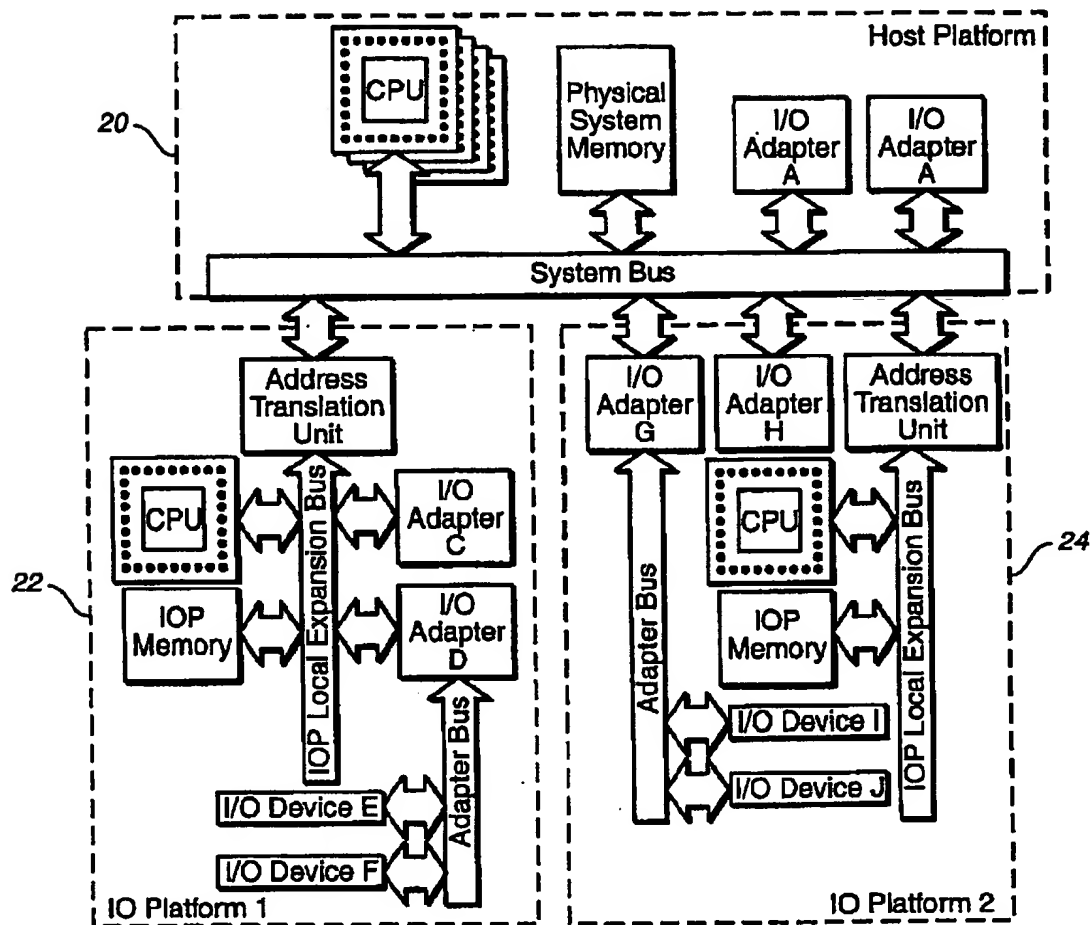 Host Platform
20
CPU
Physical
System
Memory
I/O
Adapter
A
I/O
Adapter
A
System Bus
Address
Translation
Unit
CPU
IOP Local Expansion Bus
I/O
Adapter
C
22
IOP
Memory
I/O
Adapter
D
Adapter Bus
I/O Device E
I/O Device F
IO Platform 1
I/O
Adapter
G
I/O
Adapter
H
Address
Translation
Unit
CPU
IOP Local Expansion Bus
24
Adapter Bus
IOP
Memory
I/O Device I
I/O Device J
IO Platform 2